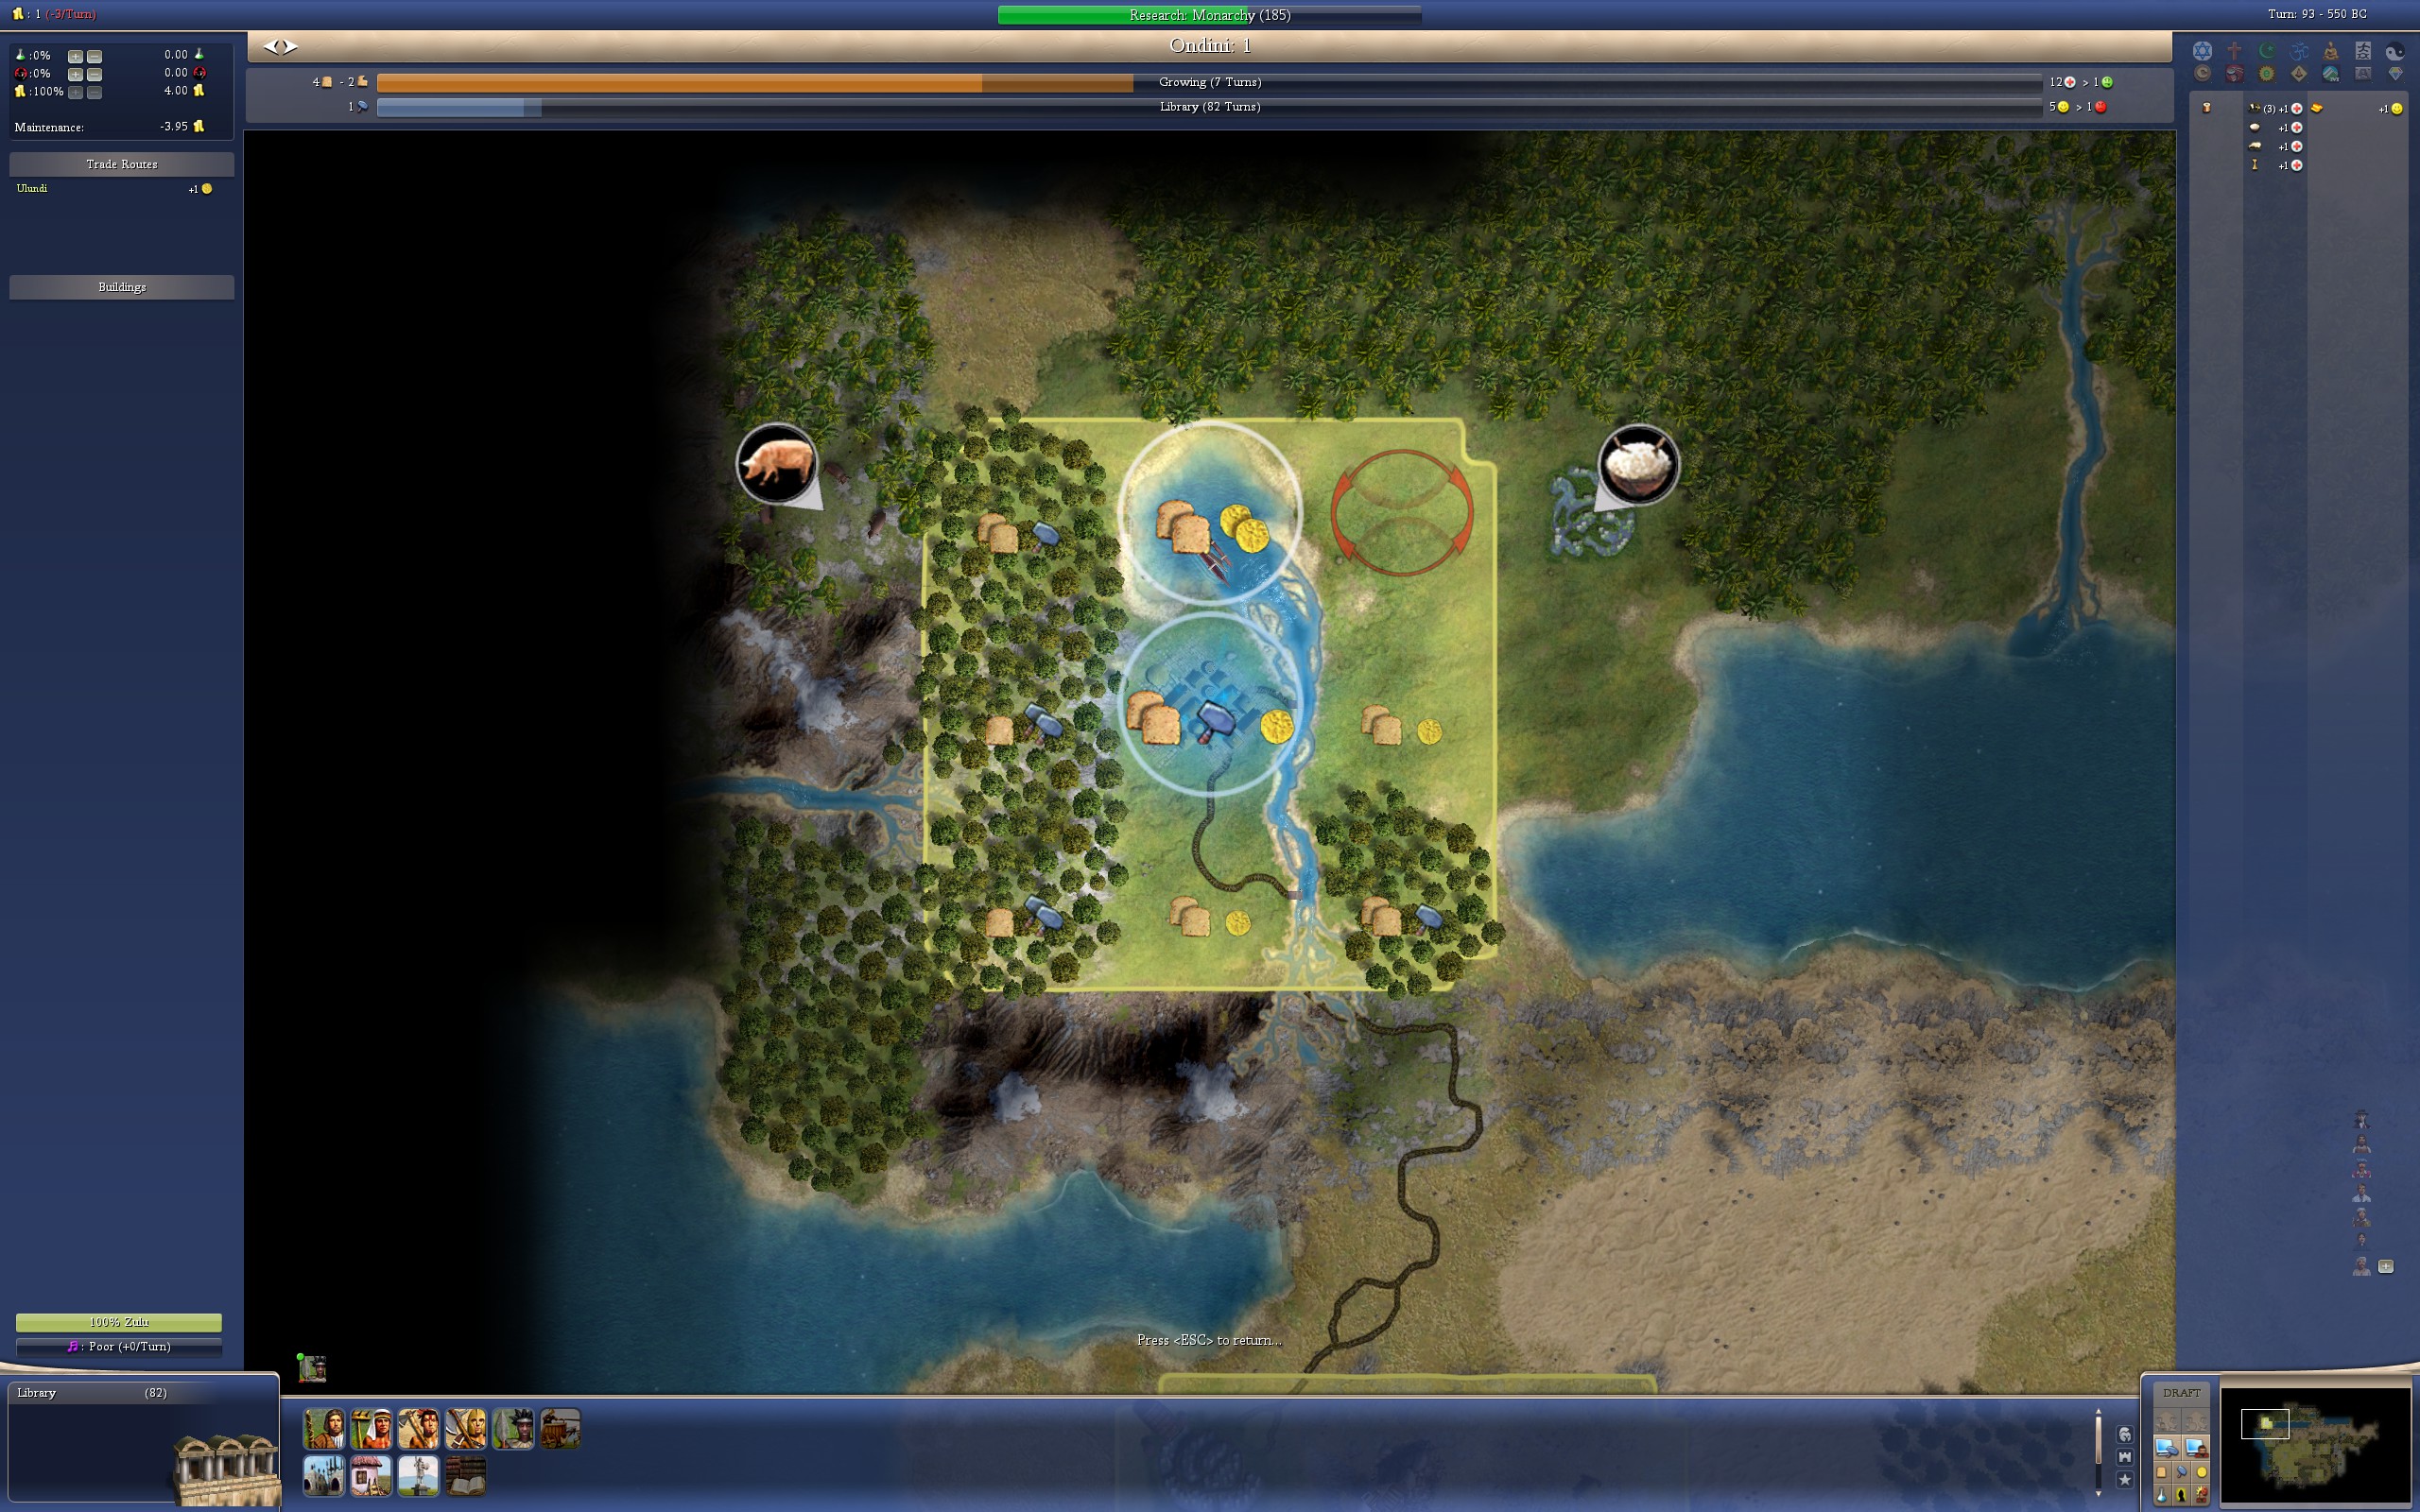 : 1 (-3/Turn)
Research: Monarchy (185)
Turn: 93 - 550 BC
Ondini: 1
:0% 0.00
:0% 0.00
:100% 4.00
Maintenance: -3.95
4 - 2
Growing (7 Turns)
12 > 1
1
Library (82 Turns)
5 > 1
(3) +1
+1
+1
+1
+1
Trade Routes
Ulundi +1
Buildings
100% Zulu
: Poor (+0/Turn)
Press <ESC> to return...
Library (82)
DRAFT